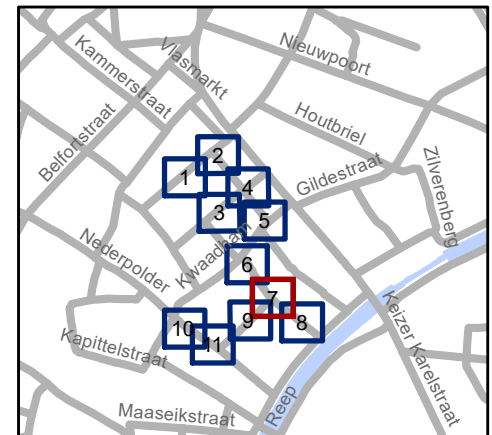 Nieuwpoort
Vlasmarkt
Kammerstraat
Houtbriel
Belfortstraat
Gildestraat
Zilverenberg
2
1
4
3
5
Kwaadham
6
Nederpolder
7
8
9
10
11
Kapittelstraat
Keizer Karelstraat
Reep
Maaseikstraat